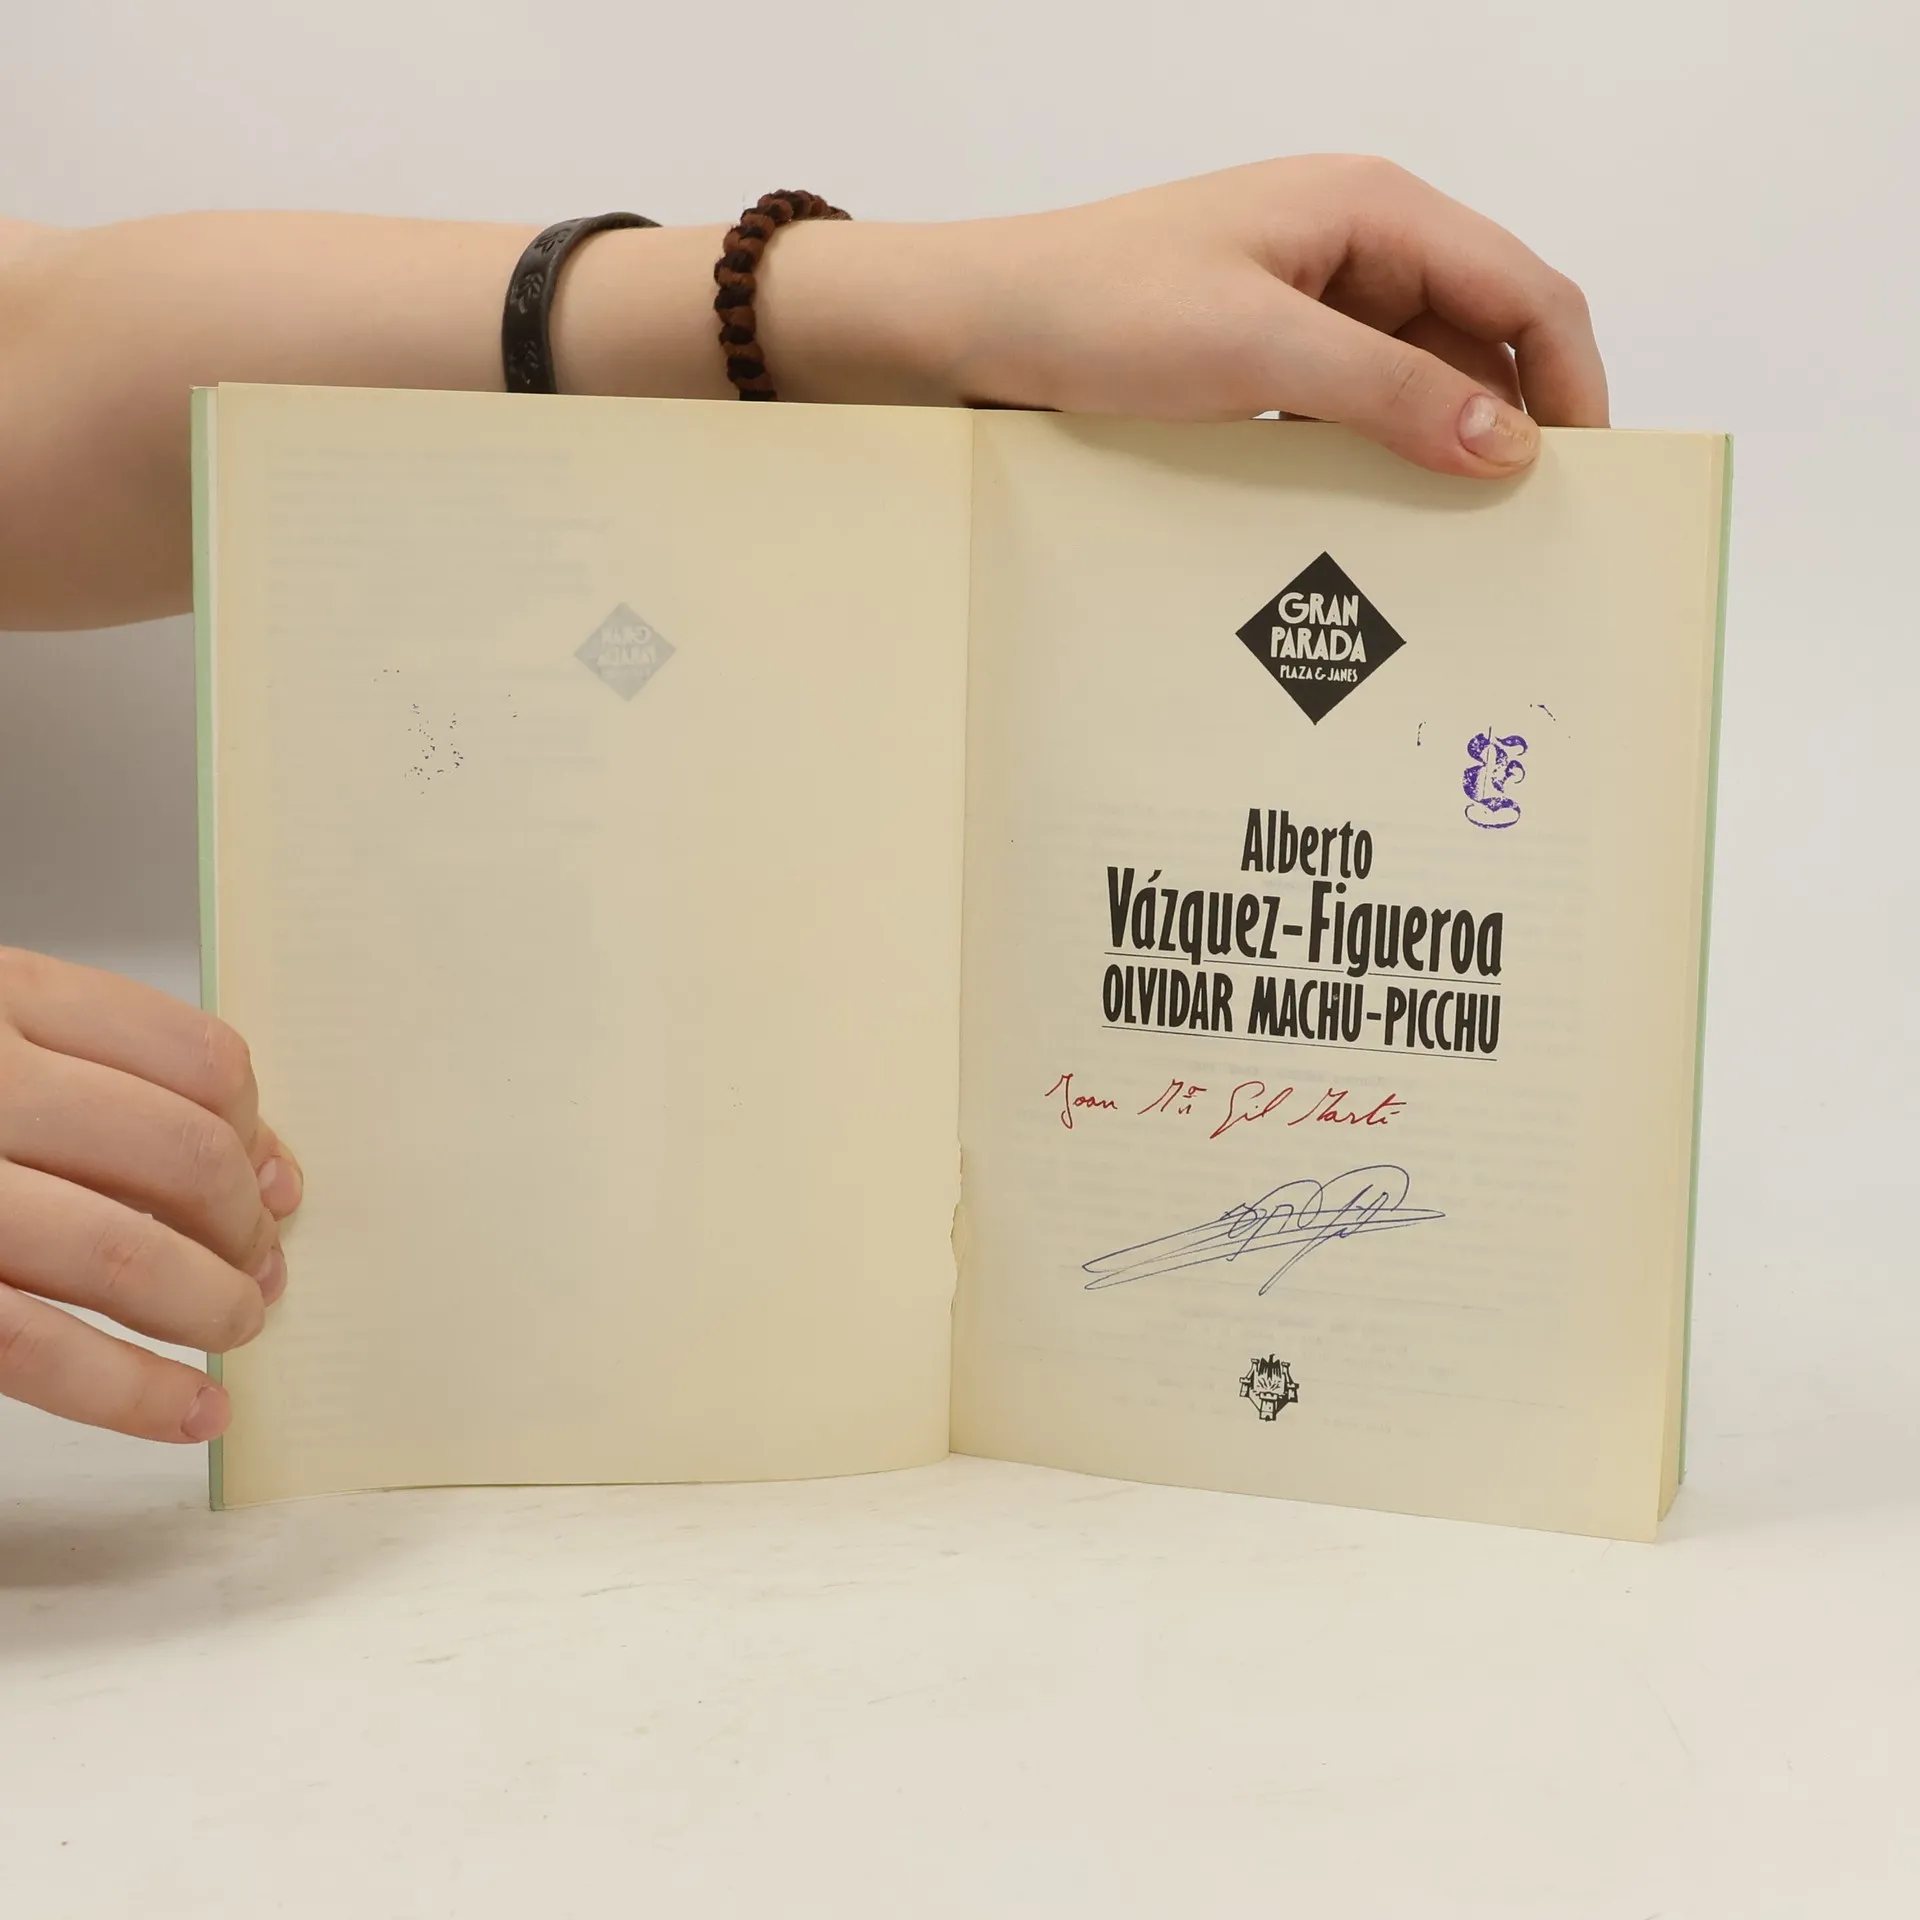 GRAN
PARADA
PLAZA & JANES
Alberto
Vázquez-Figueroa
OLVIDAR MACHU-PICCHU
Joan Mª Gil Martí